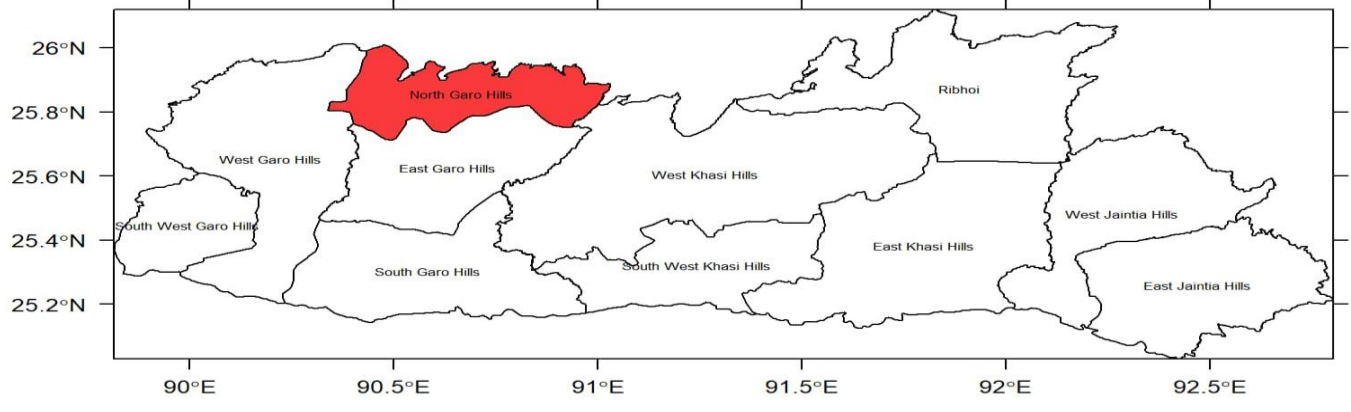 26°N
25.8°N
25.6°N
25.4°N
25.2°N
North Garo Hills
Ribhoi
West Garo Hills
East Garo Hills
West Khasi Hills
South West Garo Hills
West Jaintia Hills
South Garo Hills
South West Khasi Hills
East Khasi Hills
East Jaintia Hills
90°E
90.5°E
91°E
91.5°E
92°E
92.5°E